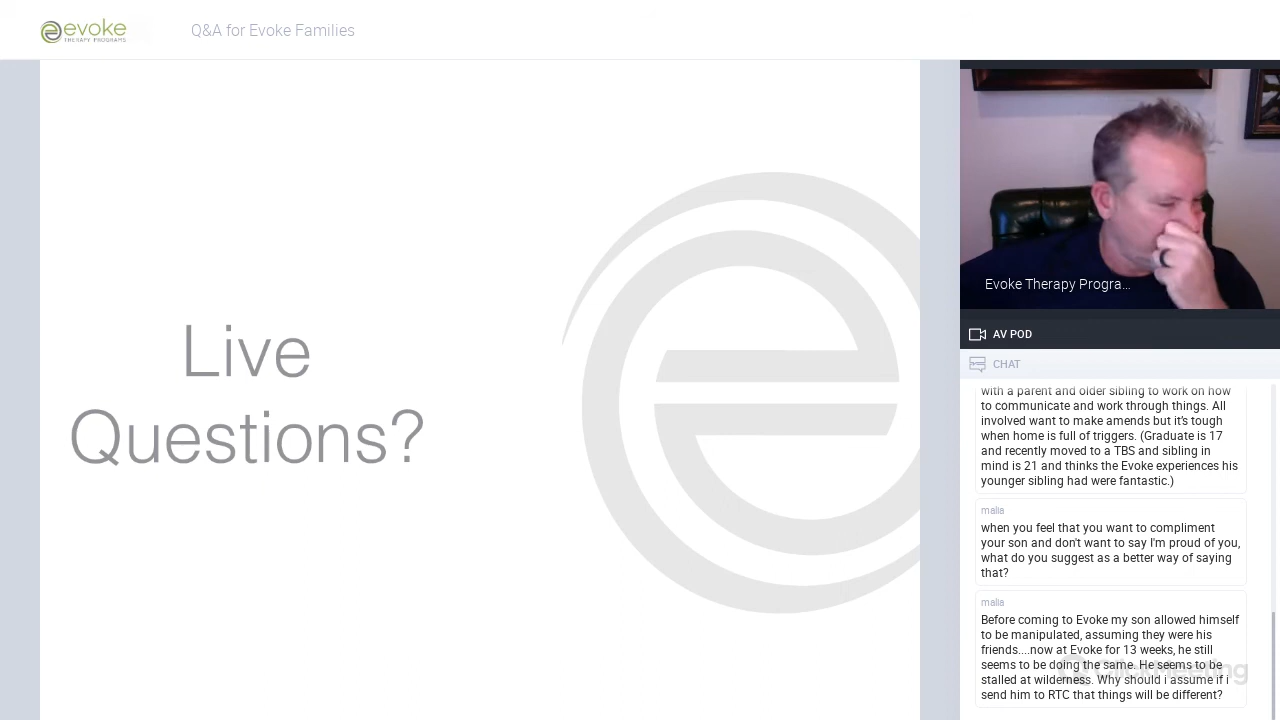 evoke
THERAPY PROGRAMS
Q&A for Evoke Families
Live
Questions?
Evoke Therapy Progra...
AV POD
CHAT
with a parent and older sibling to work on how
to communicate and work through things. All
involved want to make amends but it's tough
when home is full of triggers. (Graduate is 17
and recently moved to a TBS and sibling in
mind is 21 and thinks the Evoke experiences his
younger sibling had were fantastic.)
malia
when you feel that you want to compliment
your son and don't want to say I'm proud of you,
what do you suggest as a better way of saying
that?
malia
Before coming to Evoke my son allowed himself
to be manipulated, assuming they were his
friends....now at Evoke for 13 weeks, he still
seems to be doing the same. He seems to be
stalled at wilderness. Why should i assume if i
send him to RTC that things will be different?
ClickMeeting